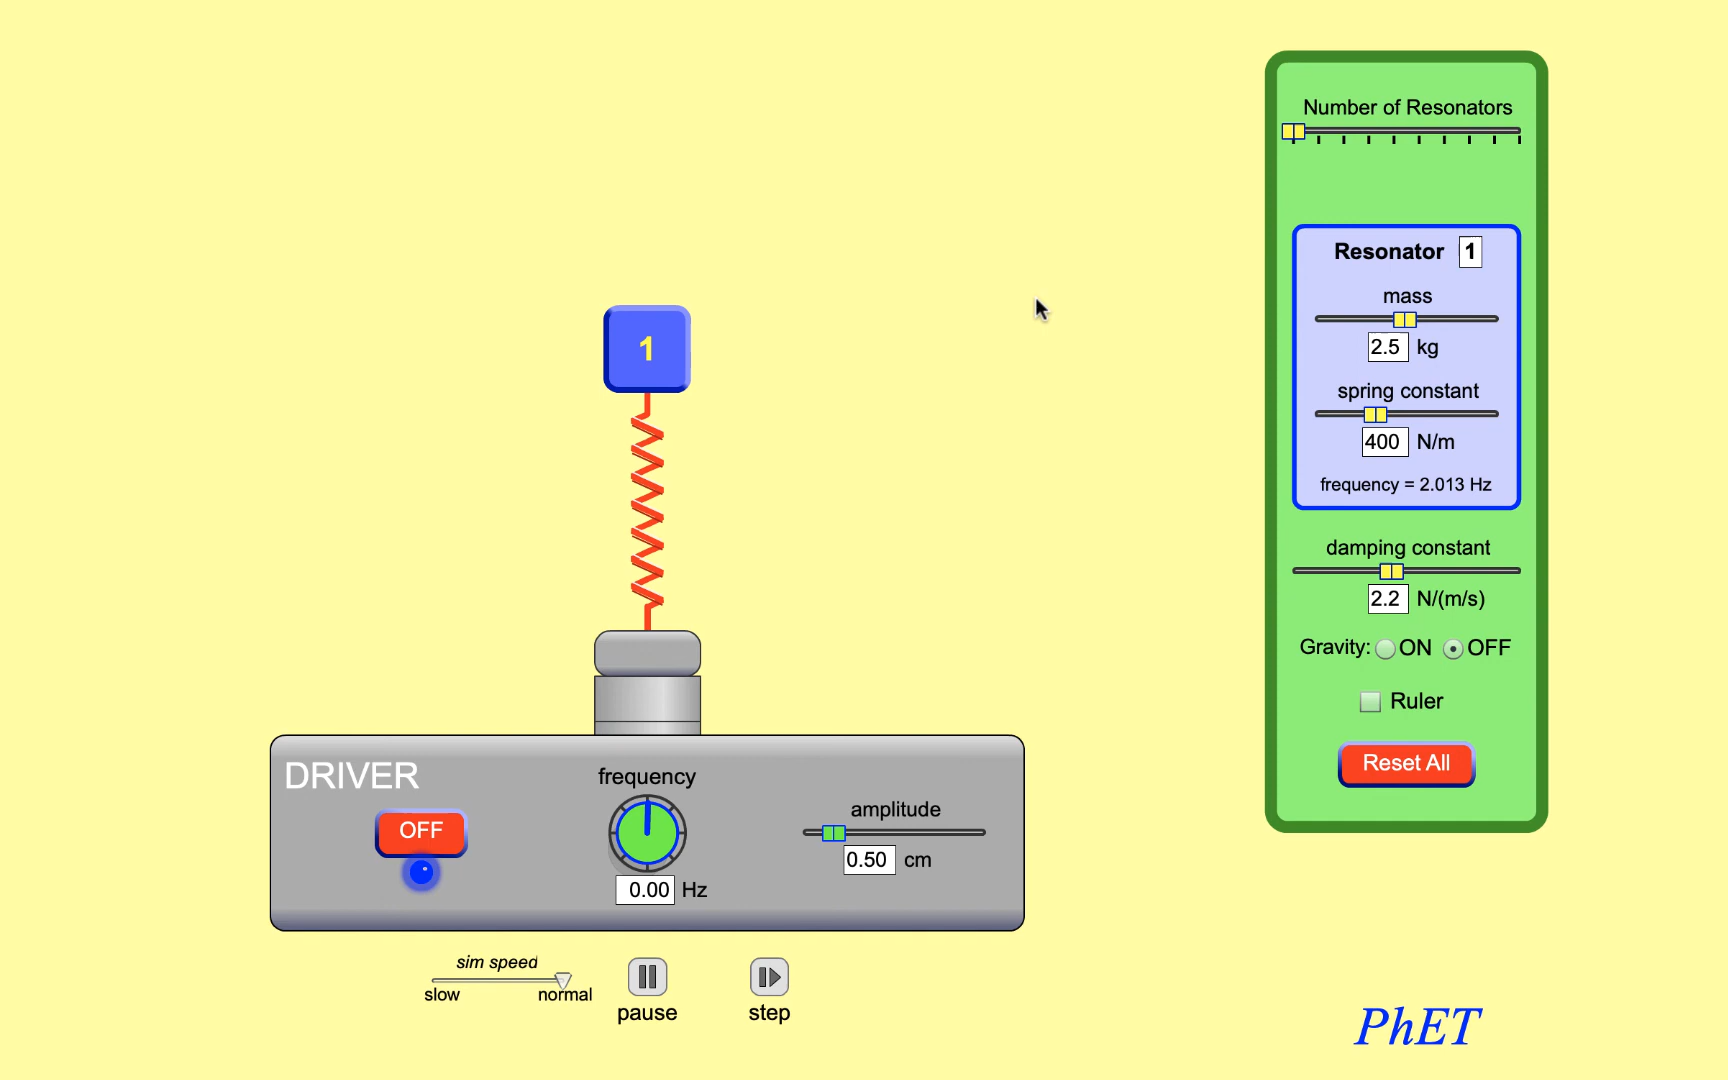 Number of Resonators
Resonator 1
mass
2.5 kg
spring constant
400 N/m
frequency = 2.013 Hz
damping constant
2.2 N/(m/s)
Gravity: ON OFF
Ruler
Reset All
1
DRIVER
OFF
frequency
0.00 Hz
amplitude
0.50 cm
sim speed
slow normal
pause
step
PhET